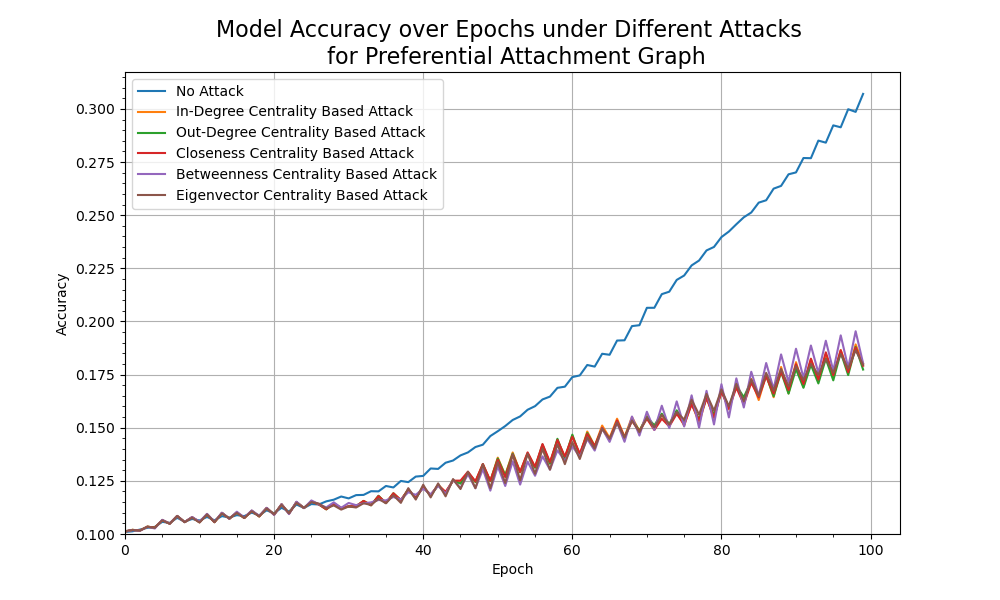 Model Accuracy over Epochs under Different Attacks
for Preferential Attachment Graph
No Attack
In-Degree Centrality Based Attack
Out-Degree Centrality Based Attack
Closeness Centrality Based Attack
Betweenness Centrality Based Attack
Eigenvector Centrality Based Attack
Accuracy
0.300
0.275
0.250
0.225
0.200
0.175
0.150
0.125
0.100
0 20 40 60 80 100
Epoch